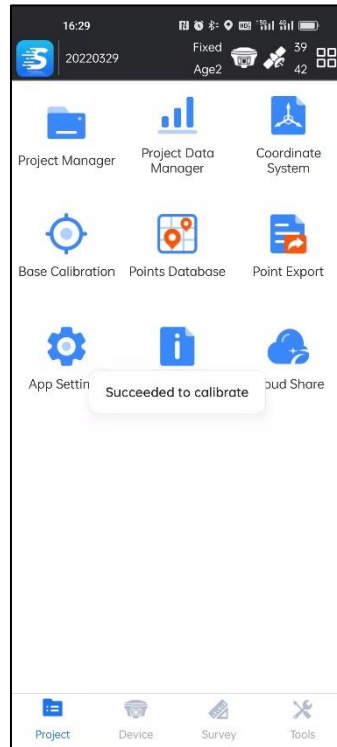 16:29
20220329
Fixed
Age2
39
42
Project Manager
Project Data
Manager
Coordinate
System
Base Calibration
Points Database
Point Export
App Settin
oud Share
Succeeded to calibrate
Project
Device
Survey
Tools